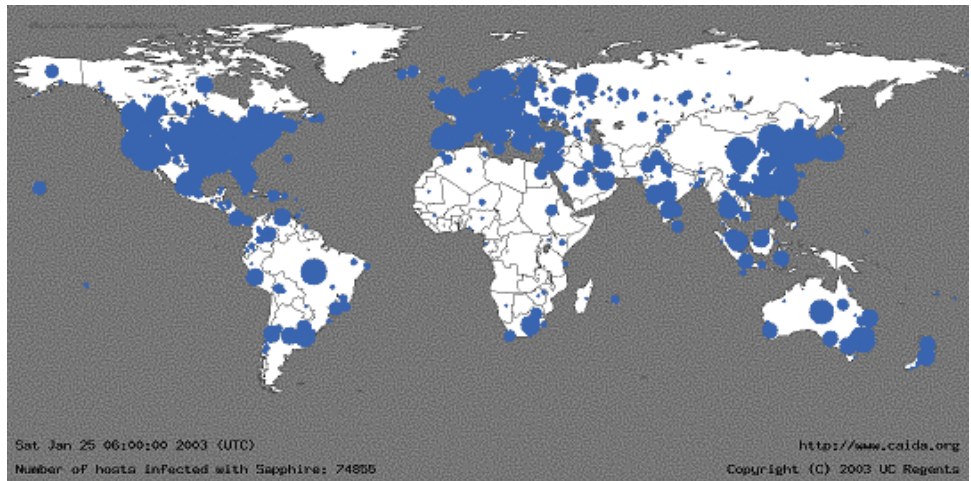 Sat Jan 25 06:00:00 2003 (UTC)
http://www.caida.org
Number of hosts infected with Sapphire: 74855
Copyright (C) 2003 UC Regents